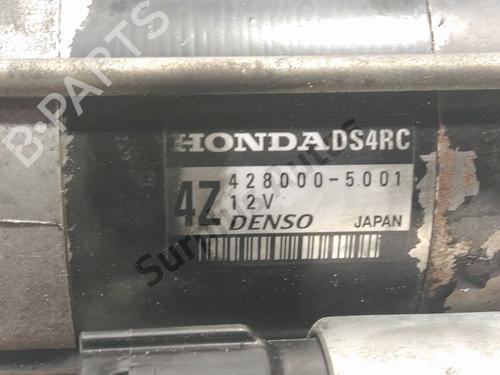 B-PARTS
HONDA DS4RC
4Z 428000-5001
12V
DENSO JAPAN